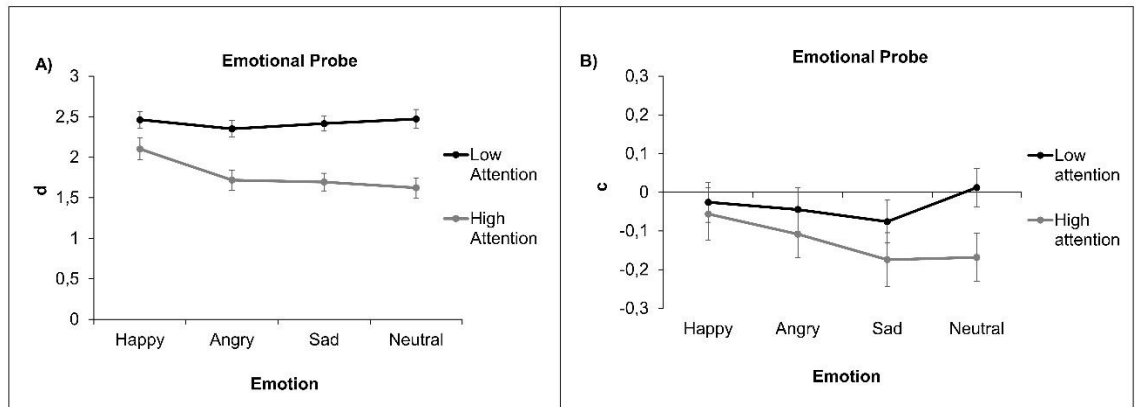 A)
Emotional Probe
3
2,5
2
1,5
1
0,5
0
d
Happy Angry Sad Neutral
Emotion
Low
Attention
High
Attention
B)
Emotional Probe
0,3
0,2
0,1
0
-0,1
-0,2
-0,3
c
Happy Angry Sad Neutral
Emotion
Low
attention
High
attention